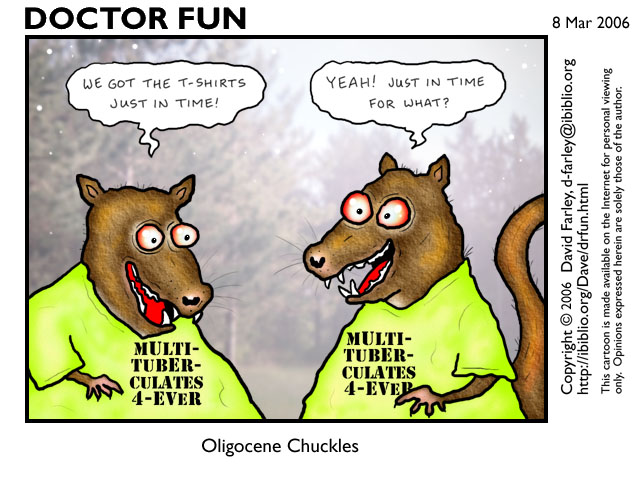 DOCTOR FUN
8 Mar 2006
WE GOT THE T-SHIRTS
JUST IN TIME!
YEAH! JUST IN TIME
FOR WHAT?
MULTI-
TUBER-
CULATES
4-EVER
MULTI-
TUBER-
CULATES
4-EVER
Copyright © 2006 David Farley, d-farley@ibiblio.org
http://ibiblio.org/Dave/drfun.html
This cartoon is made available on the Internet for personal viewing
only. Opinions expressed herein are solely those of the author.
Oligocene Chuckles